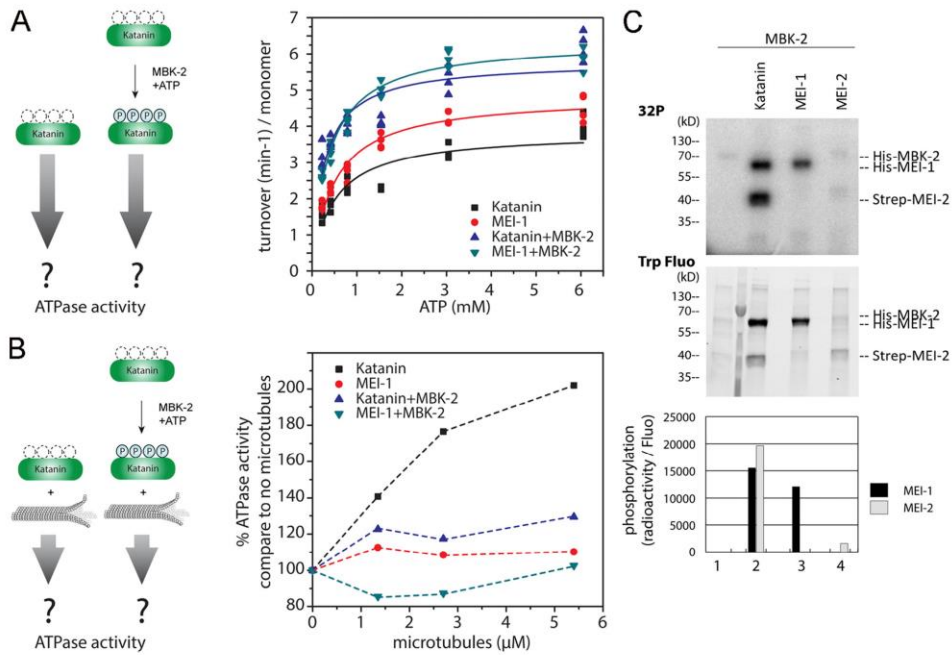 A
Katanin
MBK-2
+ATP
Katanin
P P P P
Katanin
?
?
ATPase activity
turnover (min-1) / monomer
7
6
5
4
3
2
1
0
0
1
2
3
4
5
6
ATP (mM)
Katanin
MEI-1
Katanin+MBK-2
MEI-1+MBK-2
B
Katanin
MBK-2
+ATP
Katanin
P P P P
Katanin
+
+
?
?
ATPase activity
% ATPase activity
compare to no microtubules
200
180
160
140
120
100
80
0
1
2
3
4
5
6
microtubules (µM)
Katanin
MEI-1
Katanin+MBK-2
MEI-1+MBK-2
C
MBK-2
Katanin
MEI-1
MEI-2
32P
(kD)
130--
70--
55--
40--
35--
--His-MBK-2
--His-MEI-1
--Strep-MEI-2
Trp Fluo
(kD)
130--
70--
55--
40--
35--
--His-MBK-2
--His-MEI-1
--Strep-MEI-2
phosphorylation
(radioactivity / Fluo)
25000
20000
15000
10000
5000
0
1
2
3
4
MEI-1
MEI-2